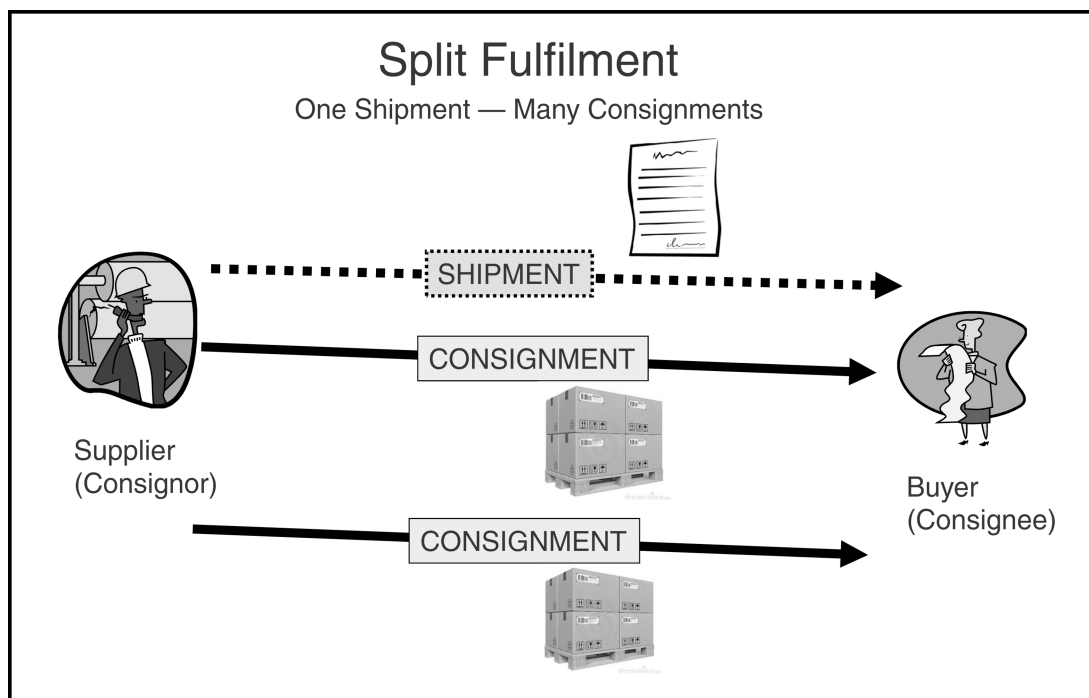 Split Fulfilment
One Shipment — Many Consignments
SHIPMENT
CONSIGNMENT
Supplier
(Consignor)
Buyer
(Consignee)
CONSIGNMENT